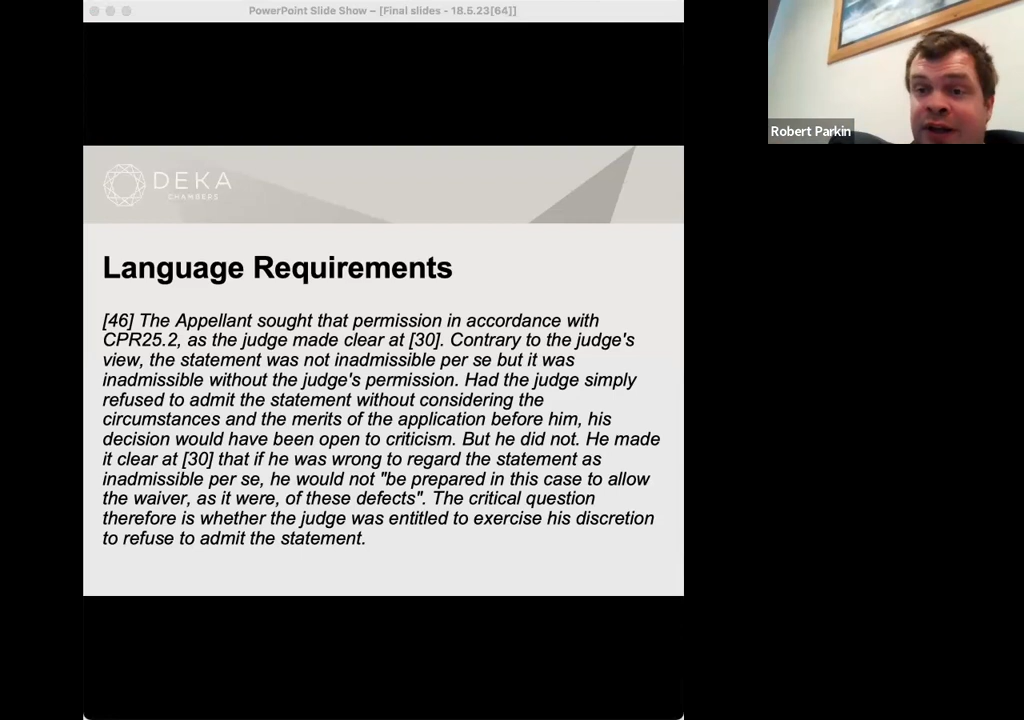 PowerPoint Slide Show – [Final slides - 18.5.23[64]]
Robert Parkin
DEKA
CHAMBERS
Language Requirements
[46] The Appellant sought that permission in accordance with
CPR25.2, as the judge made clear at [30]. Contrary to the judge's
view, the statement was not inadmissible per se but it was
inadmissible without the judge's permission. Had the judge simply
refused to admit the statement without considering the
circumstances and the merits of the application before him, his
decision would have been open to criticism. But he did not. He made
it clear at [30] that if he was wrong to regard the statement as
inadmissible per se, he would not "be prepared in this case to allow
the waiver, as it were, of these defects". The critical question
therefore is whether the judge was entitled to exercise his discretion
to refuse to admit the statement.